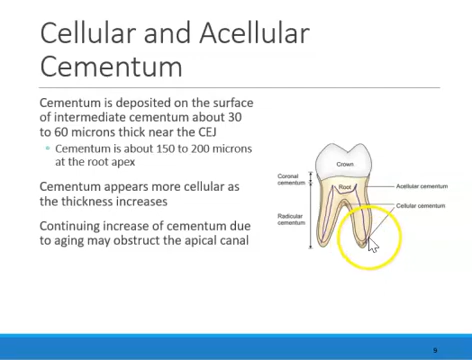 Cellular and Acellular
Cementum
Cementum is deposited on the surface
of intermediate cementum about 30
to 60 microns thick near the CEJ
Cementum is about 150 to 200 microns
at the root apex
Cementum appears more cellular as
the thickness increases
Continuing increase of cementum due
to aging may obstruct the apical canal
Crown
Coronal
cementum
Root
Acellular cementum
Cellular cementum
Radicular
cementum
9